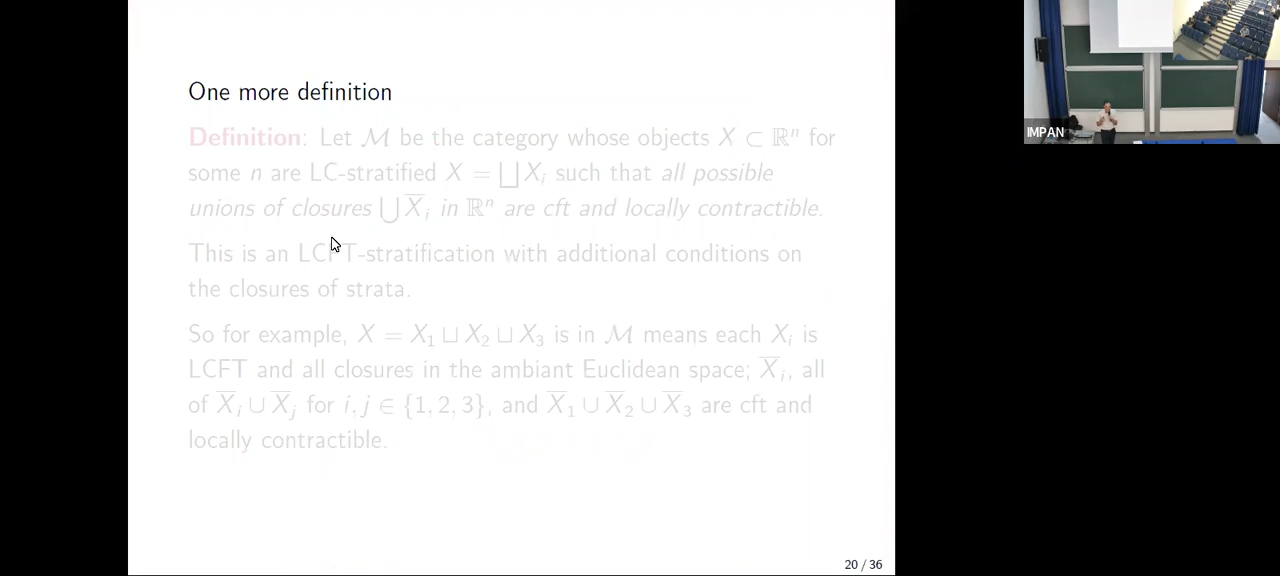 One more definition
Definition: Let ℳ be the category whose objects X ⊂ ℝⁿ for
some n are LC-stratified X = ⨆ Xᵢ such that all possible
unions of closures ⋃ X̅ᵢ in ℝⁿ are cft and locally contractible.
This is an LCFT-stratification with additional conditions on
the closures of strata.
So for example, X = X₁ ⊔ X₂ ⊔ X₃ is in ℳ means each Xᵢ is
LCFT and all closures in the ambiant Euclidean space; X̅ᵢ, all
of X̅ᵢ ∪ X̅ⱼ for i, j ∈ {1, 2, 3}, and X̅₁ ∪ X̅₂ ∪ X̅₃ are cft and
locally contractible.
20 / 36
IMPAN